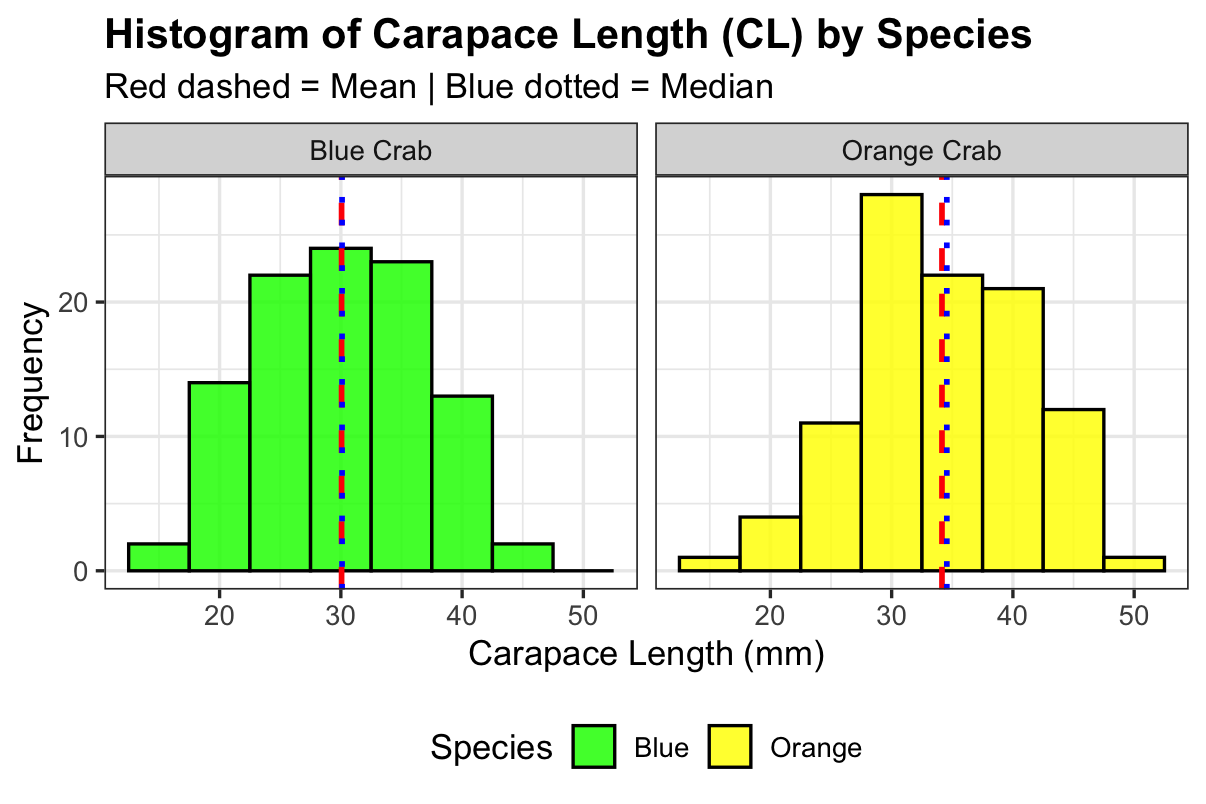 Histogram of Carapace Length (CL) by Species
Red dashed = Mean | Blue dotted = Median
Blue Crab
Orange Crab
Frequency
20
10
0
20 30 40 50
20 30 40 50
Carapace Length (mm)
Species Blue Orange